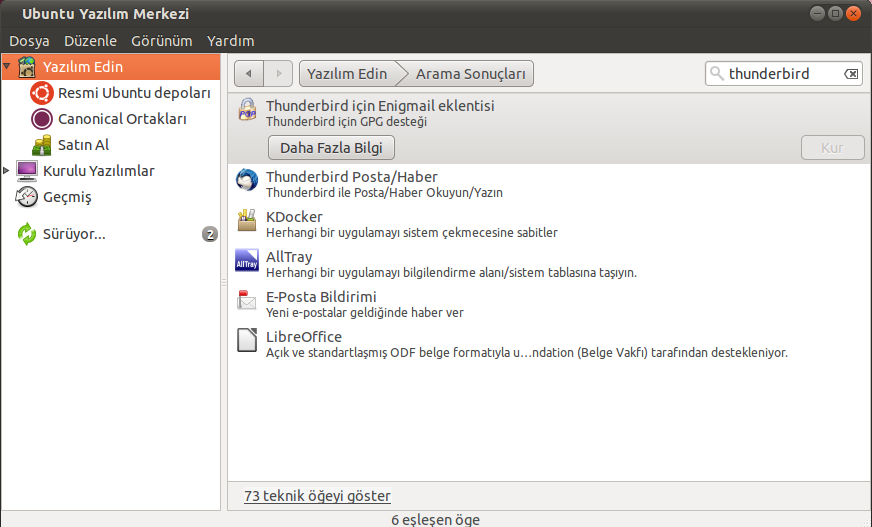 Ubuntu Yazılım Merkezi
Dosya Düzenle Görünüm Yardım
Yazılım Edin
Resmi Ubuntu depoları
Canonical Ortakları
Satın Al
Kurulu Yazılımlar
Geçmiş
Sürüyor... 2
Yazılım Edin Arama Sonuçları
thunderbird
Thunderbird için Enigmail eklentisi
Thunderbird için GPG desteği
Daha Fazla Bilgi
Kur
Thunderbird Posta/Haber
Thunderbird ile Posta/Haber Okuyun/Yazın
KDocker
Herhangi bir uygulamayı sistem çekmecesine sabitler
AllTray
AllTray
Herhangi bir uygulamayı bilgilendirme alanı/sistem tablasına taşıyın.
E-Posta Bildirimi
Yeni e-postalar geldiğinde haber ver
LibreOffice
Açık ve standartlaşmış ODF belge formatıyla u...ndation (Belge Vakfı) tarafından destekleniyor.
73 teknik öğeyi göster
6 eşleşen öge